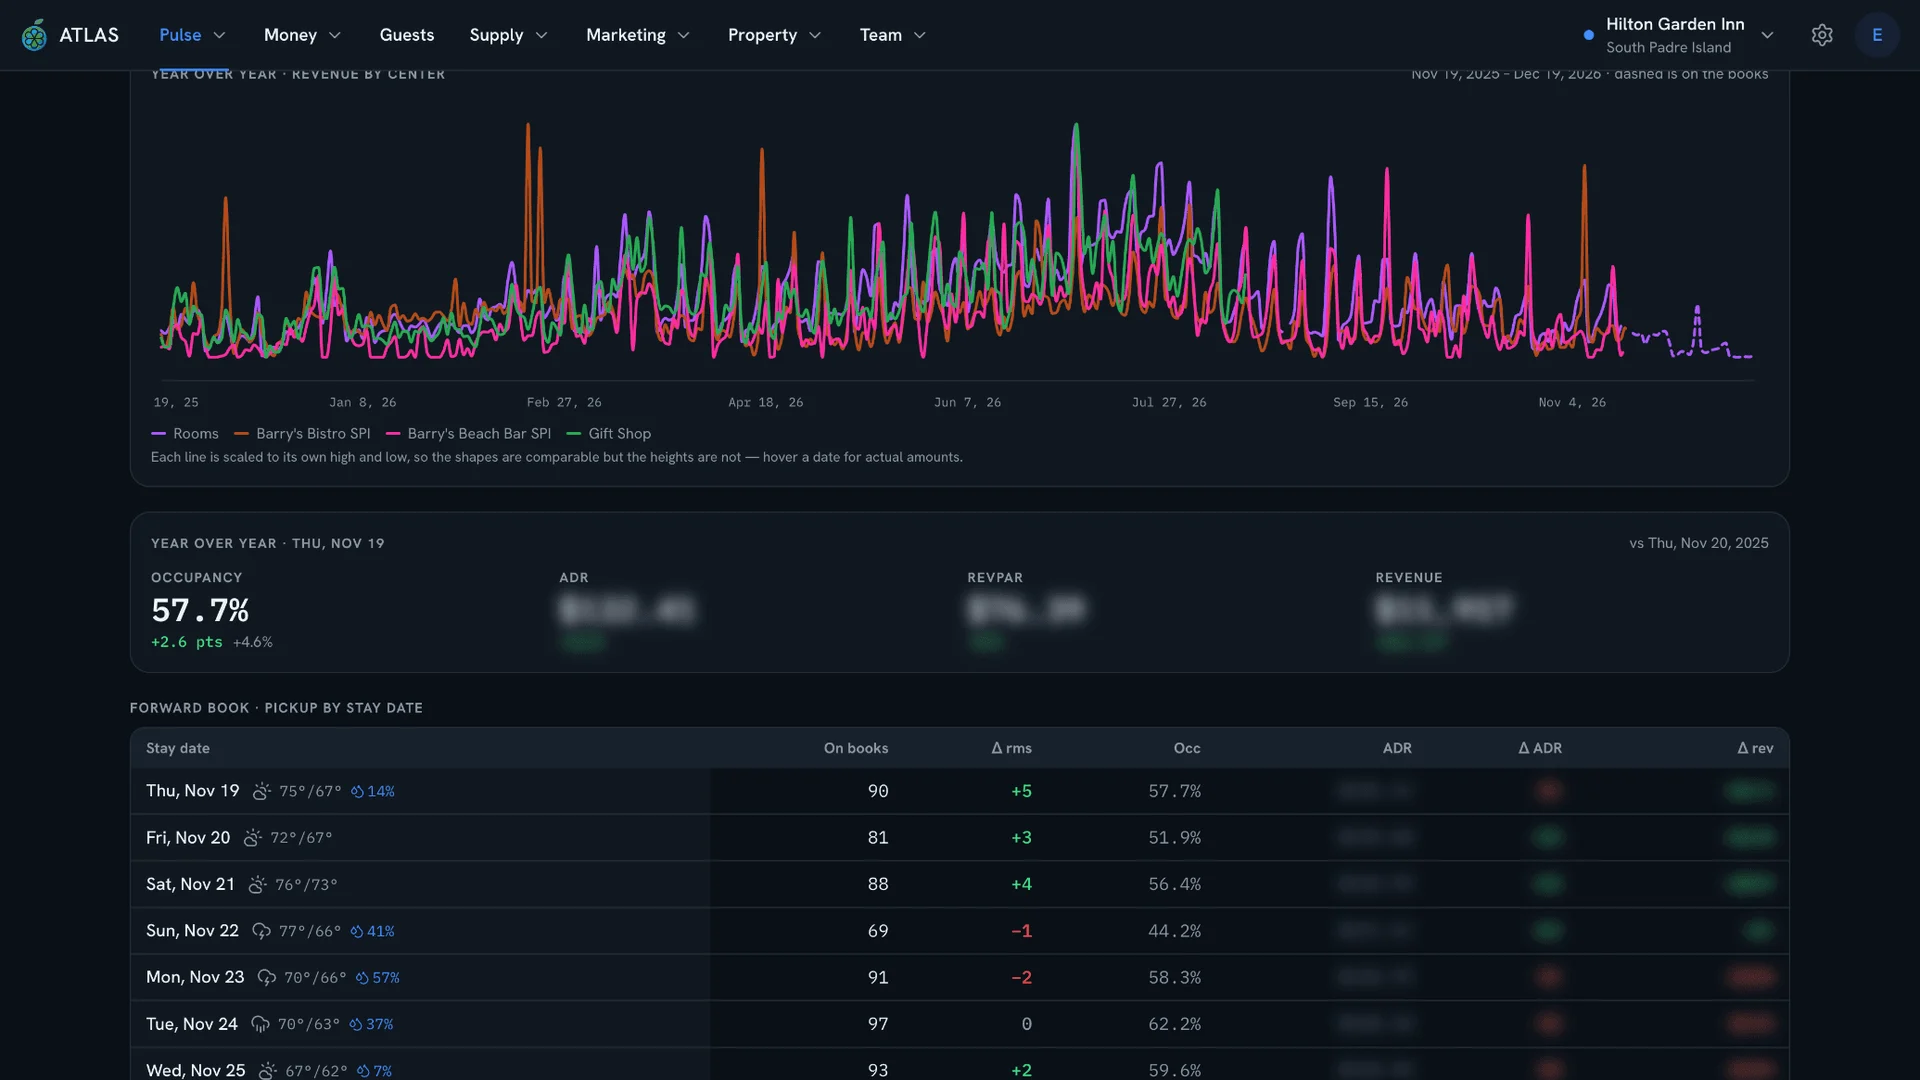 ATLAS
Pulse
Money
Guests
Supply
Marketing
Property
Team
Hilton Garden Inn
South Padre Island
E
YEAR OVER YEAR · REVENUE BY CENTER
Nov 19, 2025 – Dec 19, 2026 · dashed is on the books
19, 25
Jan 8, 26
Feb 27, 26
Apr 18, 26
Jun 7, 26
Jul 27, 26
Sep 15, 26
Nov 4, 26
Rooms
Barry's Bistro SPI
Barry's Beach Bar SPI
Gift Shop
Each line is scaled to its own high and low, so the shapes are comparable but the heights are not — hover a date for actual amounts.
YEAR OVER YEAR · THU, NOV 19
vs Thu, Nov 20, 2025
OCCUPANCY
ADR
REVPAR
REVENUE
57.7%
+2.6 pts +4.6%
FORWARD BOOK · PICKUP BY STAY DATE
Stay date On books Δ rms Occ ADR Δ ADR Δ rev
Thu, Nov 19 75°/67° 14% 90 +5 57.7%
Fri, Nov 20 72°/67° 81 +3 51.9%
Sat, Nov 21 76°/73° 88 +4 56.4%
Sun, Nov 22 77°/66° 41% 69 −1 44.2%
Mon, Nov 23 70°/66° 57% 91 −2 58.3%
Tue, Nov 24 70°/63° 37% 97 0 62.2%
Wed, Nov 25 67°/62° 7% 93 +2 59.6%